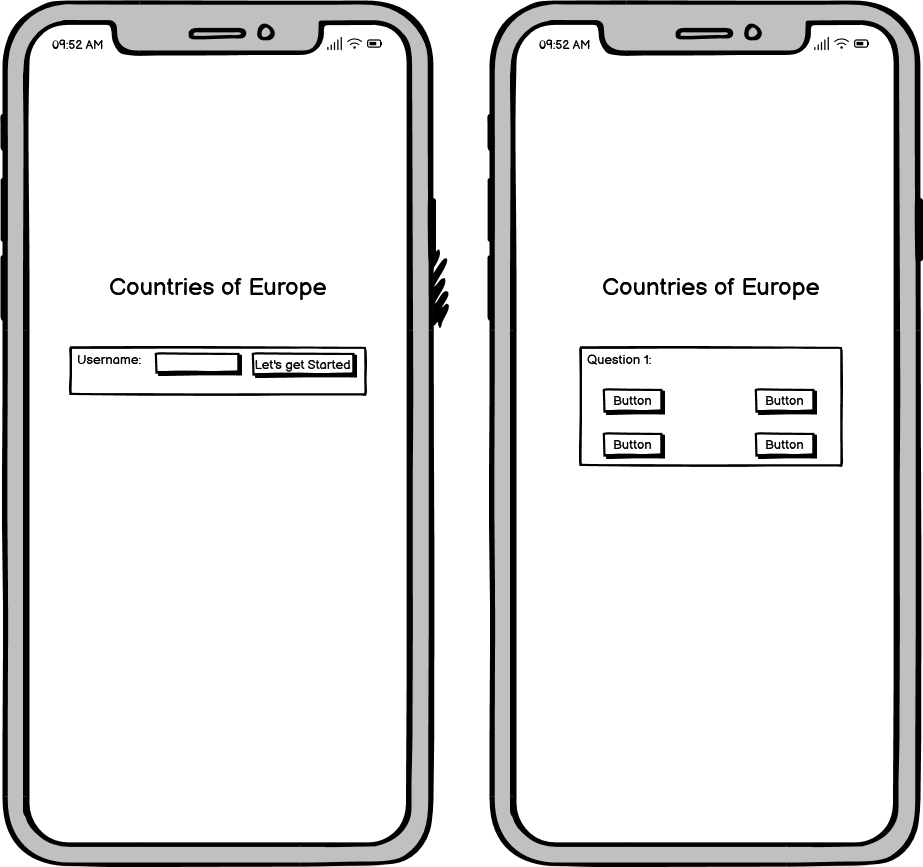 09:52 AM
Countries of Europe
Username:
Let's get Started
09:52 AM
Countries of Europe
Question 1:
Button
Button
Button
Button